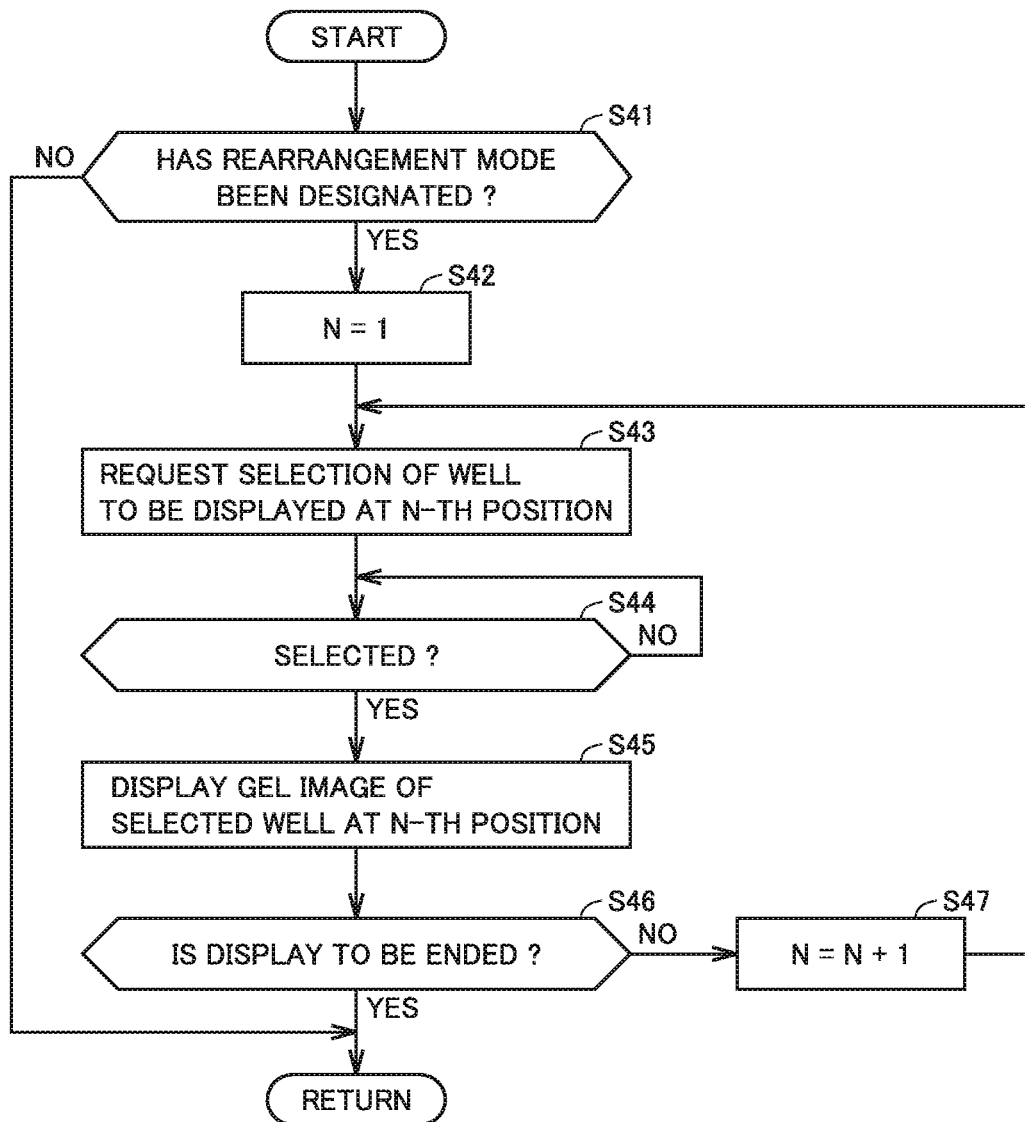 START
S41
NO
HAS REARRANGEMENT MODE
BEEN DESIGNATED ?
YES
S42
N = 1
S43
REQUEST SELECTION OF WELL
TO BE DISPLAYED AT N-TH POSITION
S44
SELECTED ?
NO
YES
S45
DISPLAY GEL IMAGE OF
SELECTED WELL AT N-TH POSITION
S46
IS DISPLAY TO BE ENDED ?
NO
S47
N = N + 1
YES
RETURN